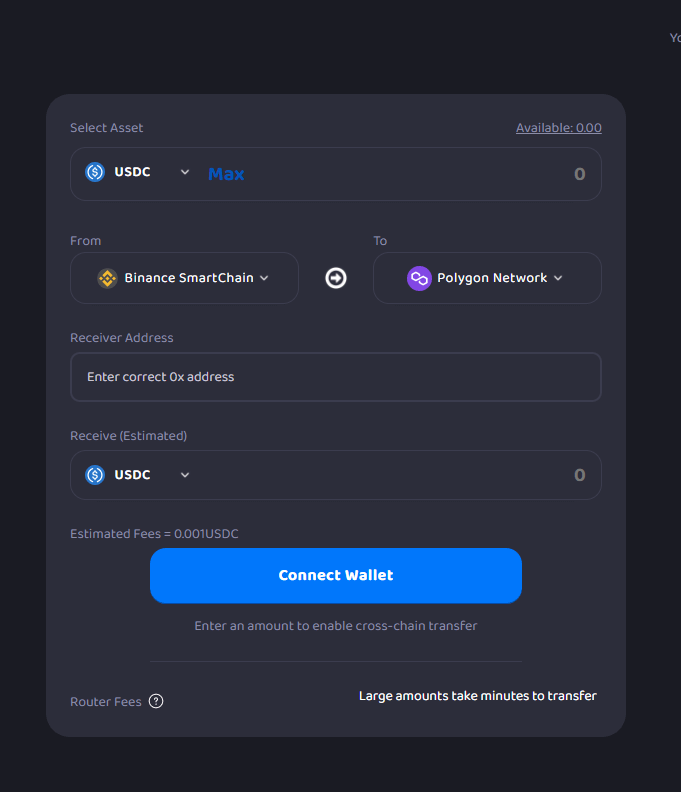 Yo
Select Asset Available: 0.00
USDC Max 0
From To
Binance SmartChain Polygon Network
Receiver Address
Enter correct 0x address
Receive (Estimated)
USDC 0
Estimated Fees = 0.001USDC
Connect Wallet
Enter an amount to enable cross-chain transfer
Large amounts take minutes to transfer
Router Fees ?